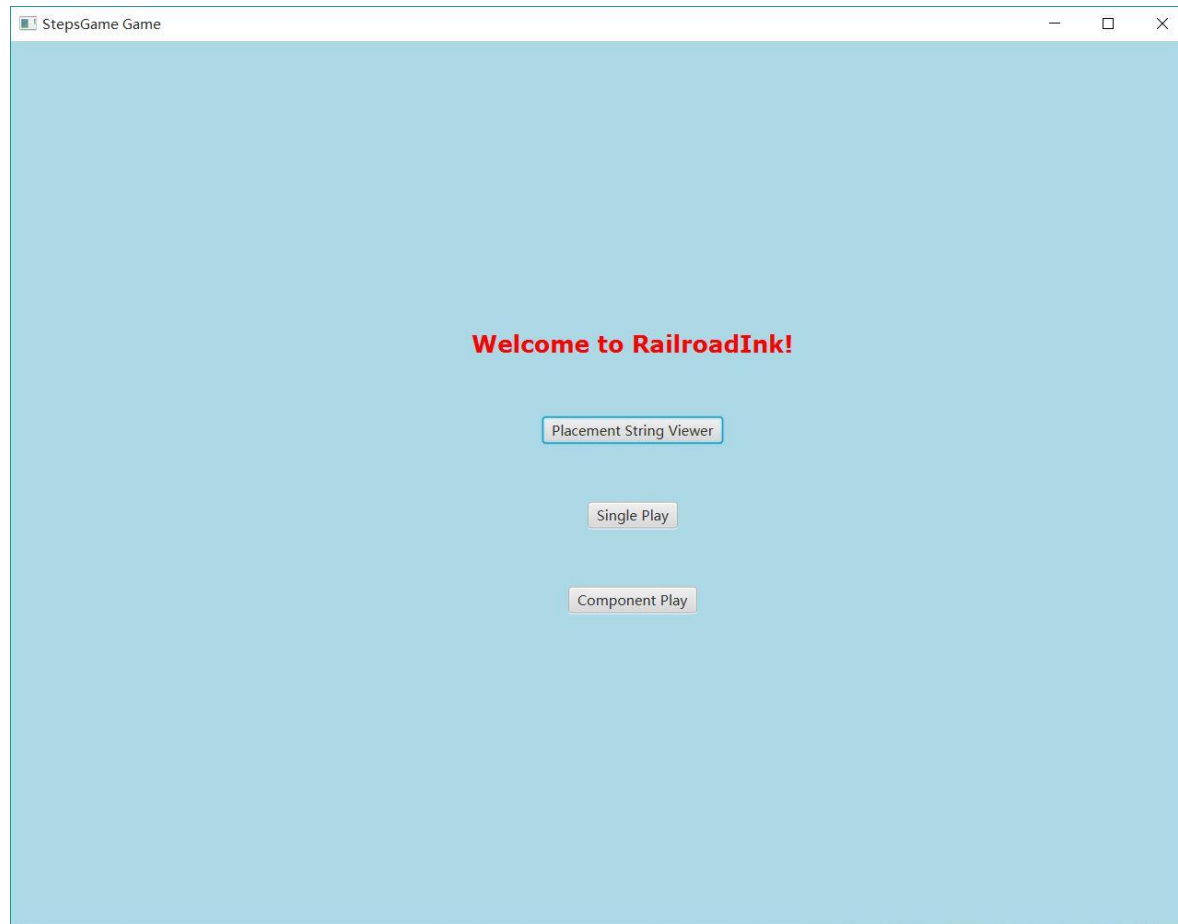 StepsGame Game
Welcome to RailroadInk!
Placement String Viewer
Single Play
Component Play